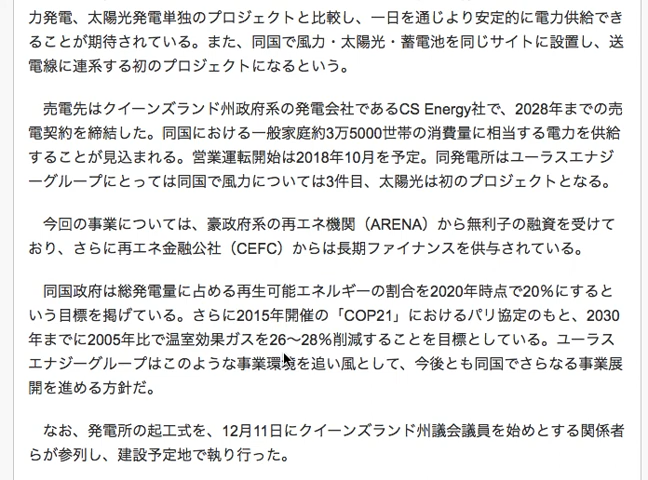 力発電、太陽光発電単独のプロジェクトと比較し、一日を通じより安定的に電力供給でき
ることが期待されている。また、同国で風力・太陽光・蓄電池を同じサイトに設置し、送
電線に連系する初のプロジェクトになるという。
売電先はクイーンズランド州政府系の発電会社であるCS Energy社で、2028年までの売
電契約を締結した。同国における一般家庭約3万5000世帯の消費量に相当する電力を供給
することが見込まれる。営業運転開始は2018年10月を予定。同発電所はユーラスエナジ
ーグループにとっては同国で風力については3件目、太陽光は初のプロジェクトとなる。
今回の事業については、豪政府系の再エネ機関（ARENA）から無利子の融資を受けて
おり、さらに再エネ金融公社（CEFC）からは長期ファイナンスを供与されている。
同国政府は総発電量に占める再生可能エネルギーの割合を2020年時点で20%にすると
いう目標を掲げている。さらに2015年開催の「COP21」におけるパリ協定のもと、2030
年までに2005年比で温室効果ガスを26〜28%削減することを目標としている。ユーラス
エナジーグループはこのような事業環境を追い風として、今後とも同国でさらなる事業展
開を進める方針だ。
なお、発電所の起工式を、12月11日にクイーンズランド州議会議員を始めとする関係者
らが参列し、建設予定地で執り行った。